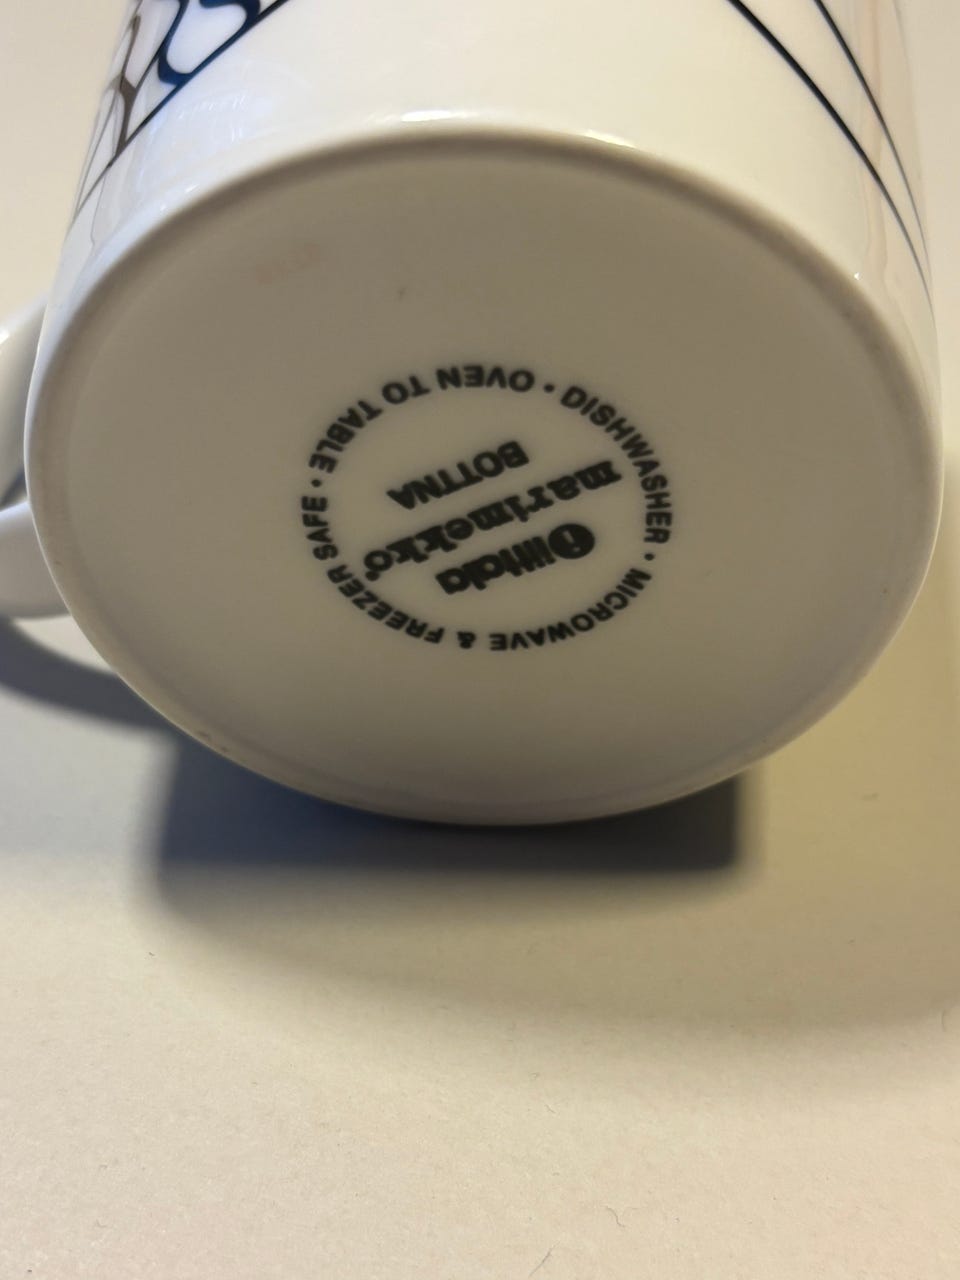 iittala
marimekko®
BOTTNA
OVEN TO TABLE • DISHWASHER • MICROWAVE & FREEZER SAFE •